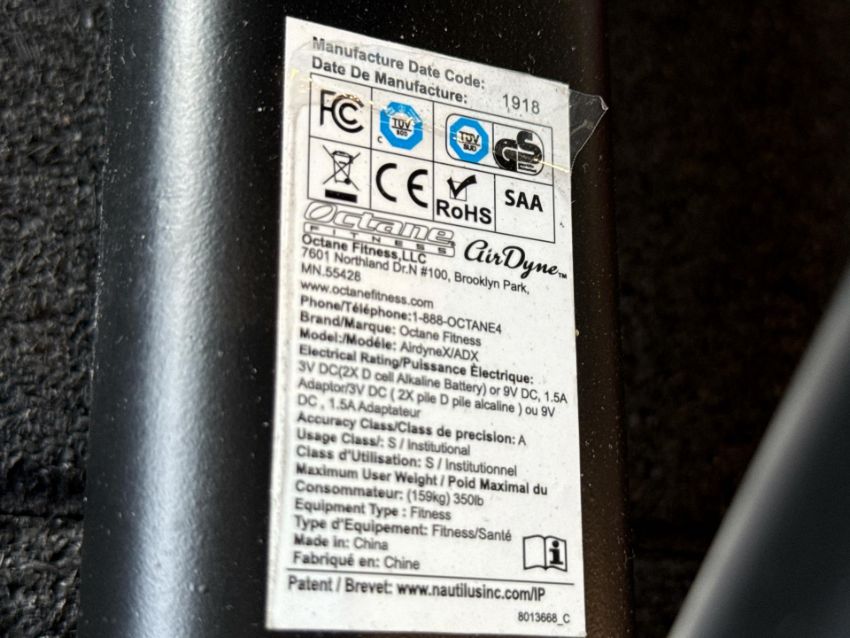 Manufacture Date Code:
Date De Manufacture: 1918
FC
TÜV
SÜD
C
TÜV
SÜD
GS
CE
RoHS
SAA
Octane
FITNESS
AirDyne™
Octane Fitness,LLC
7601 Northland Dr.N #100, Brooklyn Park,
MN.55428
www.octanefitness.com
Phone/Téléphone:1-888-OCTANE4
Brand/Marque: Octane Fitness
Model:/Modéle: AirdyneX/ADX
Electrical Rating/Puissance Èlectrique:
3V DC(2X D cell Alkaline Battery) or 9V DC, 1.5A
Adaptor/3V DC ( 2X pile D pile alcaline ) ou 9V
DC , 1.5A Adaptateur
Accuracy Class/Class de precision: A
Usage Class/: S / Institutional
Class d'Utilisation: S / Institutionnel
Maximum User Weight / Poid Maximal du
Consommateur: (159kg) 350lb
Equipment Type : Fitness
Type d'Equipement: Fitness/Santé
Made in: China
Fabriqué en: Chine
Patent / Brevet: www.nautilusinc.com/IP
8013668_C